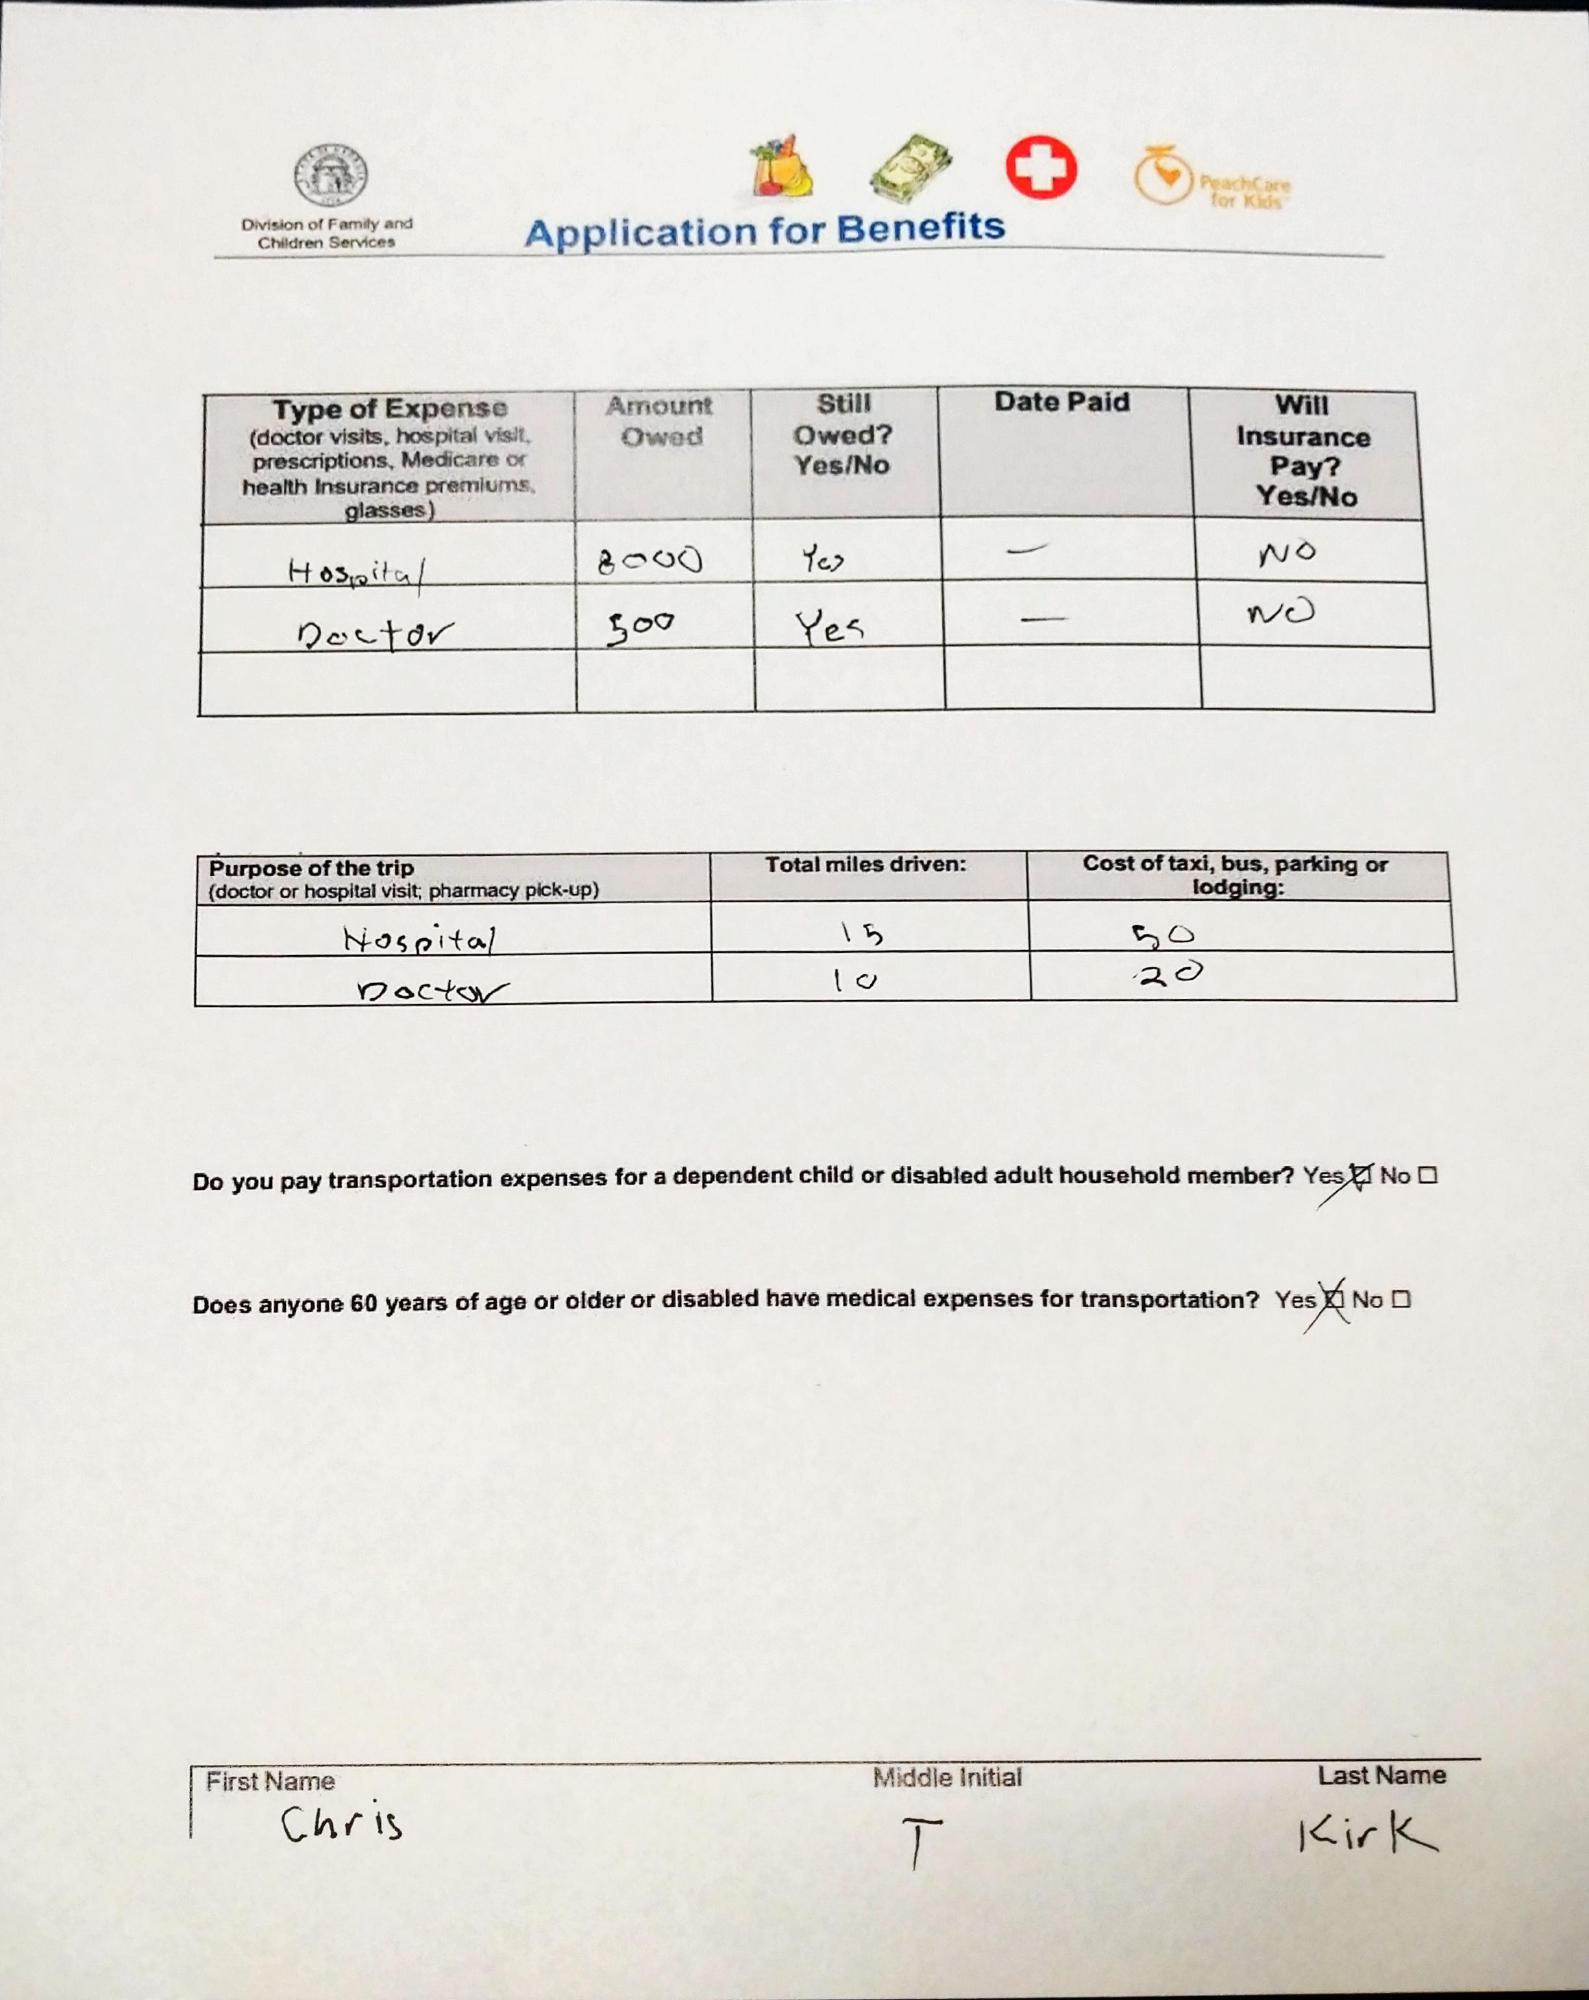 Division of Family and
Children Services
PeachCare
for Kids
Application for Benefits
Type of Expense
(doctor visits, hospital visit,
prescriptions, Medicare or
health Insurance premiums,
glasses)
Amount
Owed
Still
Owed?
Yes/No
Date Paid
Will
Insurance
Pay?
Yes/No
Hospital 8000 Yes — NO
Doctor 500 Yes — NO
Purpose of the trip
(doctor or hospital visit; pharmacy pick-up)
Total miles driven:
Cost of taxi, bus, parking or
lodging:
Hospital 15 50
Doctor 10 20
Do you pay transportation expenses for a dependent child or disabled adult household member? Yes ☒ No ☐
Does anyone 60 years of age or older or disabled have medical expenses for transportation? Yes ☒ No ☐
First Name Middle Initial Last Name
Chris T Kirk